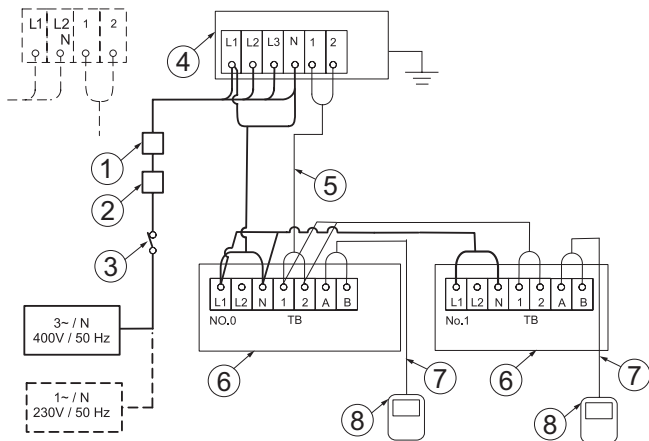 L1 L2 N 1 2
L1 L2 L3 N 1 2
4
1
2
3
5
3~ / N
400V / 50 Hz
1~ / N
230V / 50 Hz
L1 L2 N 1 2 A B
NO.0 TB
L1 L2 N 1 2 A B
No.1 TB
6
7
8
6
7
8